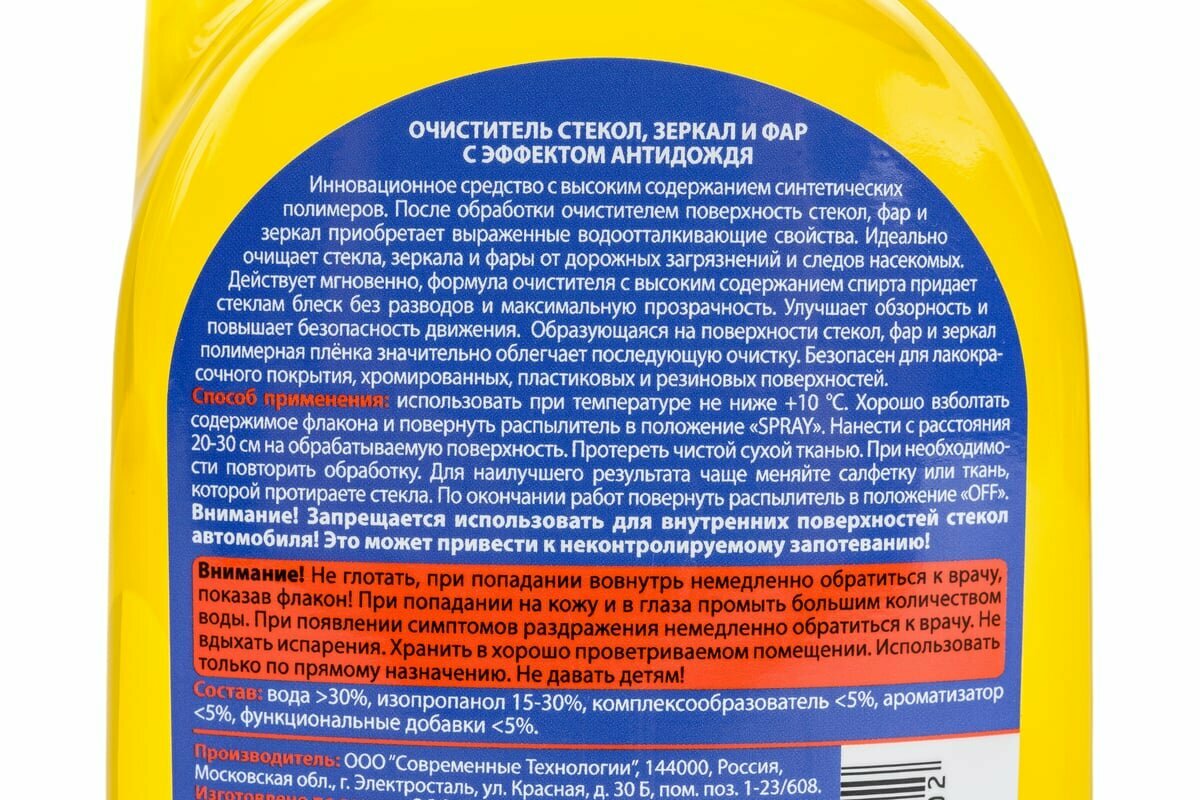 ОЧИСТИТЕЛЬ СТЕКОЛ, ЗЕРКАЛ И ФАР
С ЭФФЕКТОМ АНТИДОЖДЯ
Инновационное средство с высоким содержанием синтетических
полимеров. После обработки очистителем поверхность стекол, фар и
зеркал приобретает выраженные водоотталкивающие свойства. Идеально
очищает стекла, зеркала и фары от дорожных загрязнений и следов насекомых.
Действует мгновенно, формула очистителя с высоким содержанием спирта придает
стеклам блеск без разводов и максимальную прозрачность. Улучшает обзорность и
повышает безопасность движения. Образующаяся на поверхности стекол, фар и зеркал
полимерная плёнка значительно облегчает последующую очистку. Безопасен для лакокра-
сочного покрытия, хромированных, пластиковых и резиновых поверхностей.
Способ применения: использовать при температуре не ниже +10 °С. Хорошо взболтать
содержимое флакона и повернуть распылитель в положение «SPRAY». Нанести с расстояния
20-30 см на обрабатываемую поверхность. Протереть чистой сухой тканью. При необходимо-
сти повторить обработку. Для наилучшего результата чаще меняйте салфетку или ткань,
которой протираете стекла. По окончании работ повернуть распылитель в положение «OFF».
Внимание! Запрещается использовать для внутренних поверхностей стекол
автомобиля! Это может привести к неконтролируемому запотеванию!
Внимание! Не глотать, при попадании вовнутрь немедленно обратиться к врачу,
показав флакон! При попадании на кожу и в глаза промыть большим количеством
воды. При появлении симптомов раздражения немедленно обратиться к врачу. Не
вдыхать испарения. Хранить в хорошо проветриваемом помещении. Использовать
только по прямому назначению. Не давать детям!
Состав: вода >30%, изопропанол 15-30%, комплексообразователь <5%, ароматизатор
<5%, функциональные добавки <5%.
Производитель: ООО "Современные Технологии", 144000, Россия,
Московская обл., г. Электросталь, ул. Красная, д. 30 Б, пом. поз. 1-23/608.